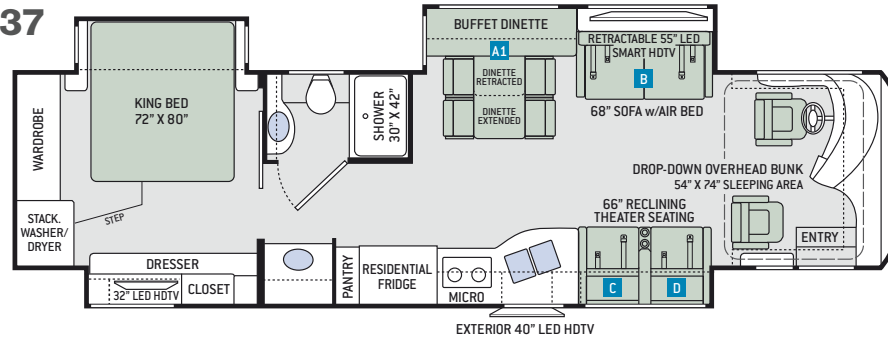 37
BUFFET DINETTE
A1
DINETTE
RETRACTED
DINETTE
EXTENDED
RETRACTABLE 55" LED
SMART HDTV
B
68" SOFA w/AIR BED
KING BED
72" X 80"
WARDROBE
SHOWER
30" X 42"
DROP-DOWN OVERHEAD BUNK
54" X 74" SLEEPING AREA
66" RECLINING
THEATER SEATING
STACK.
WASHER/
DRYER
STEP
ENTRY
DRESSER
32" LED HDTV
CLOSET
PANTRY
RESIDENTIAL
FRIDGE
MICRO
C
D
EXTERIOR 40" LED HDTV